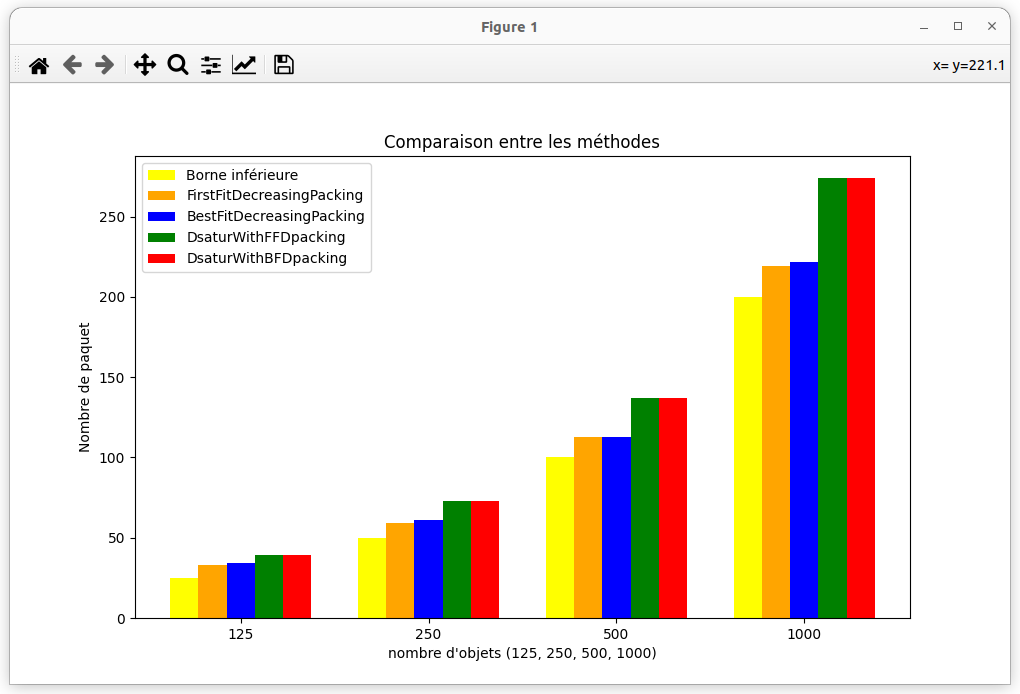 Figure 1
x= y=221.1
Comparaison entre les méthodes
Borne inférieure
FirstFitDecreasingPacking
BestFitDecreasingPacking
DsaturWithFFDpacking
DsaturWithBFDpacking
Nombre de paquet
250
200
150
100
50
0
125 250 500 1000
nombre d'objets (125, 250, 500, 1000)